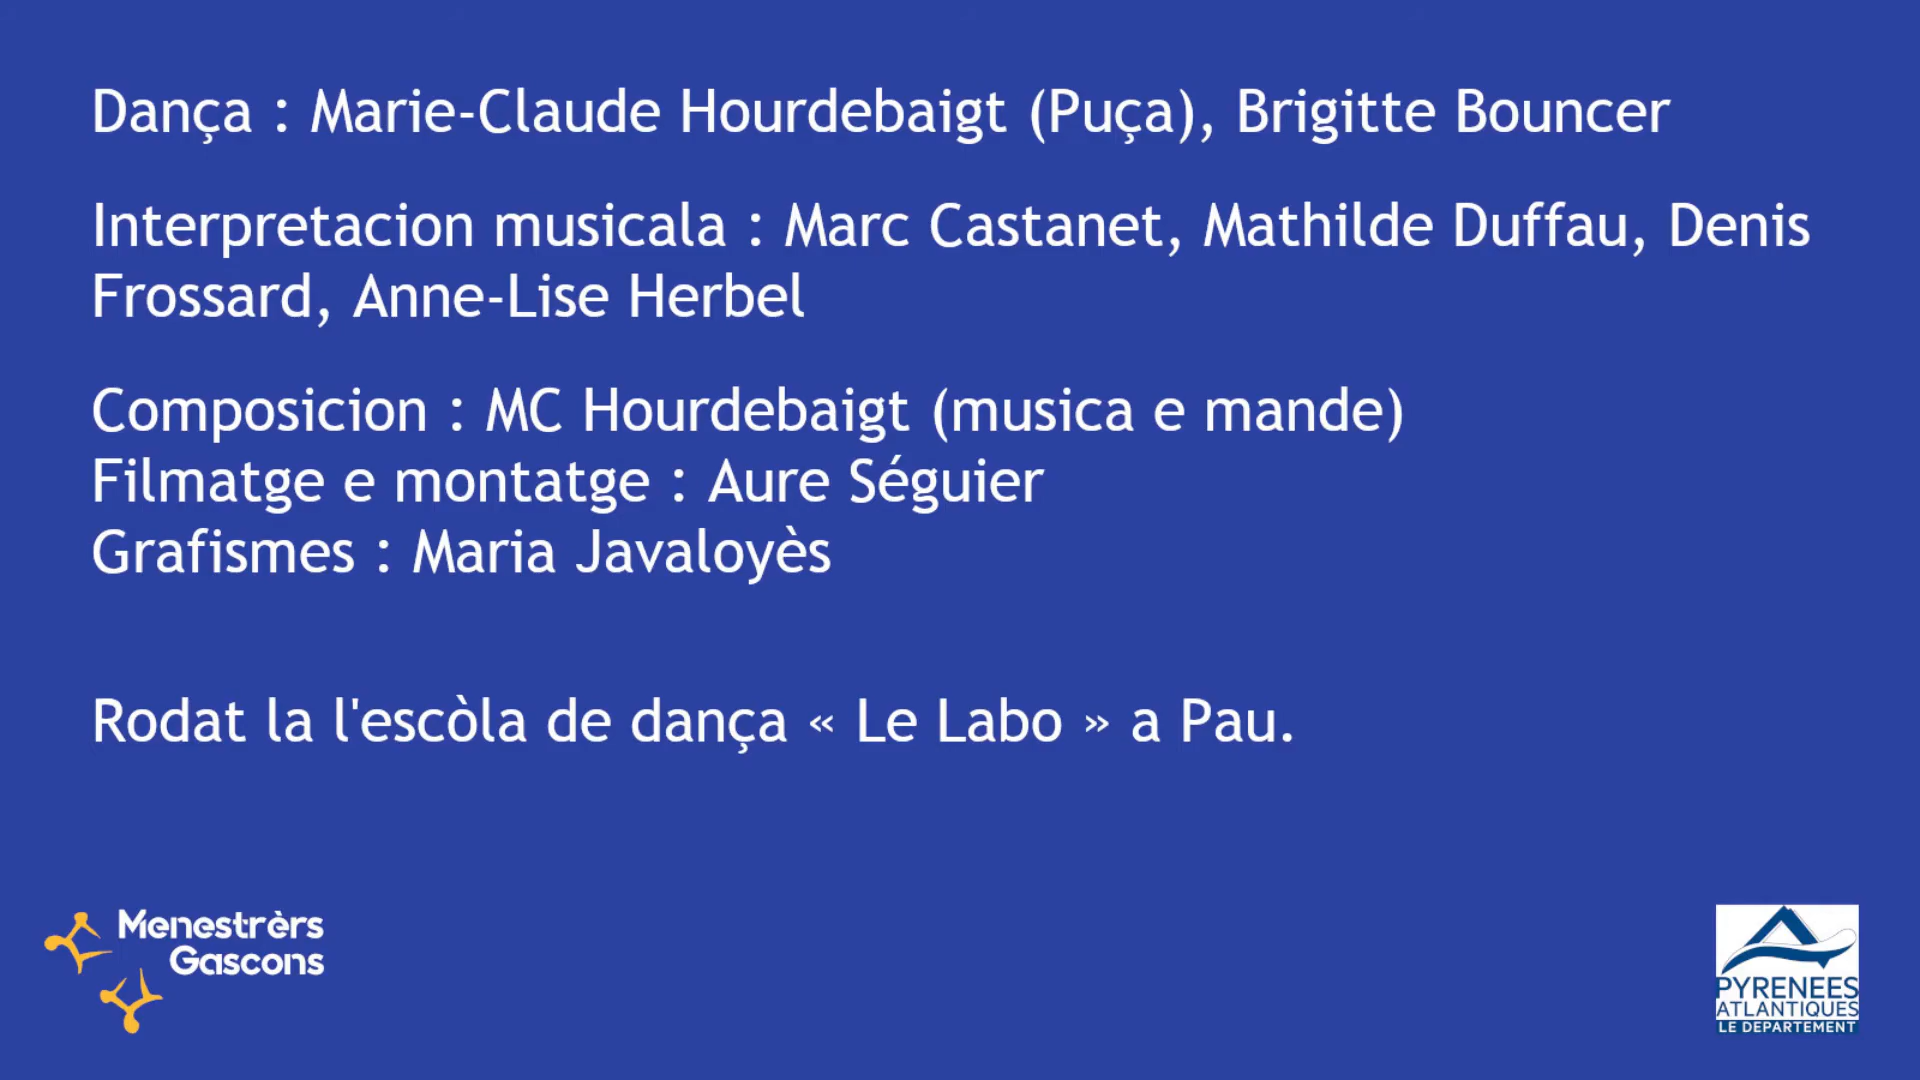 Dança : Marie-Claude Hourdebaigt (Puça), Brigitte Bouncer
Interpretacion musicala : Marc Castanet, Mathilde Duffau, Denis
Frossard, Anne-Lise Herbel
Composicion : MC Hourdebaigt (musica e mande)
Filmatge e montatge : Aure Séguier
Grafismes : Maria Javaloyès
Rodat la l'escòla de dança « Le Labo » a Pau.
Menestrèrs
Gascons
PYRENEES
ATLANTIQUES
LE DEPARTEMENT